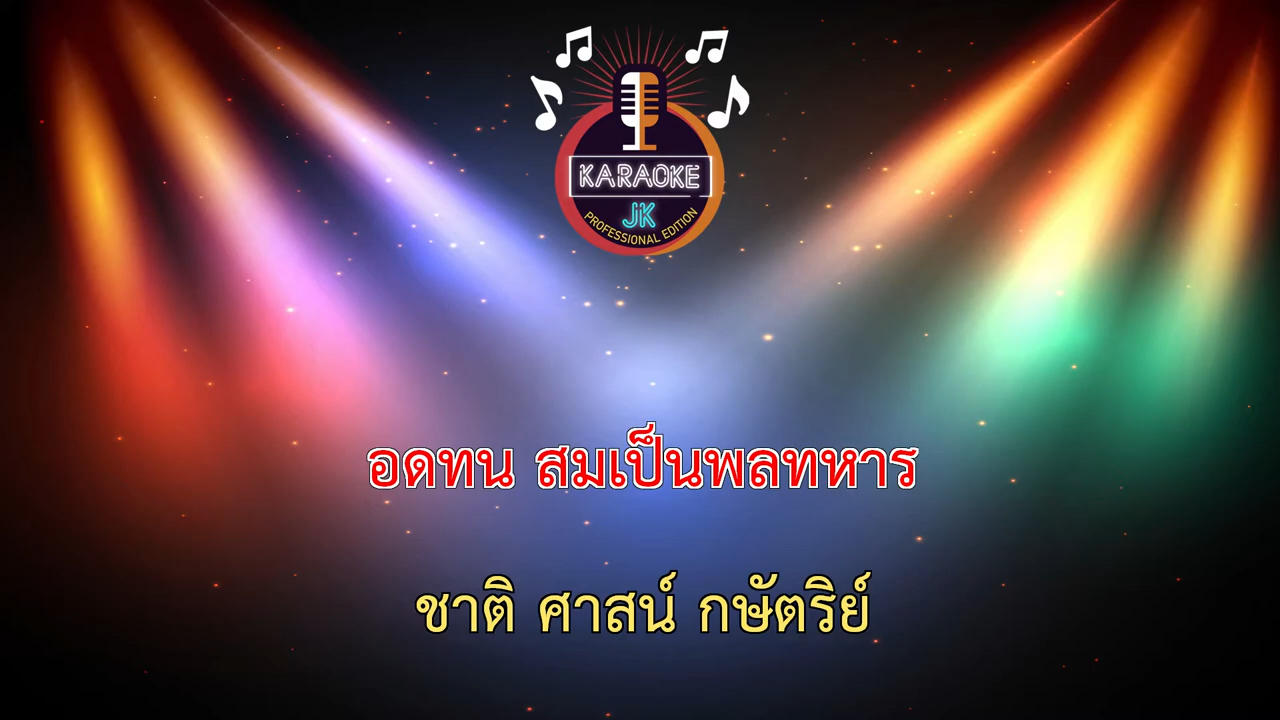 KARAOKE
JK
PROFESSIONAL EDITION
อดทน สมเป็นพลทหาร
ชาติ ศาสน์ กษัตริย์